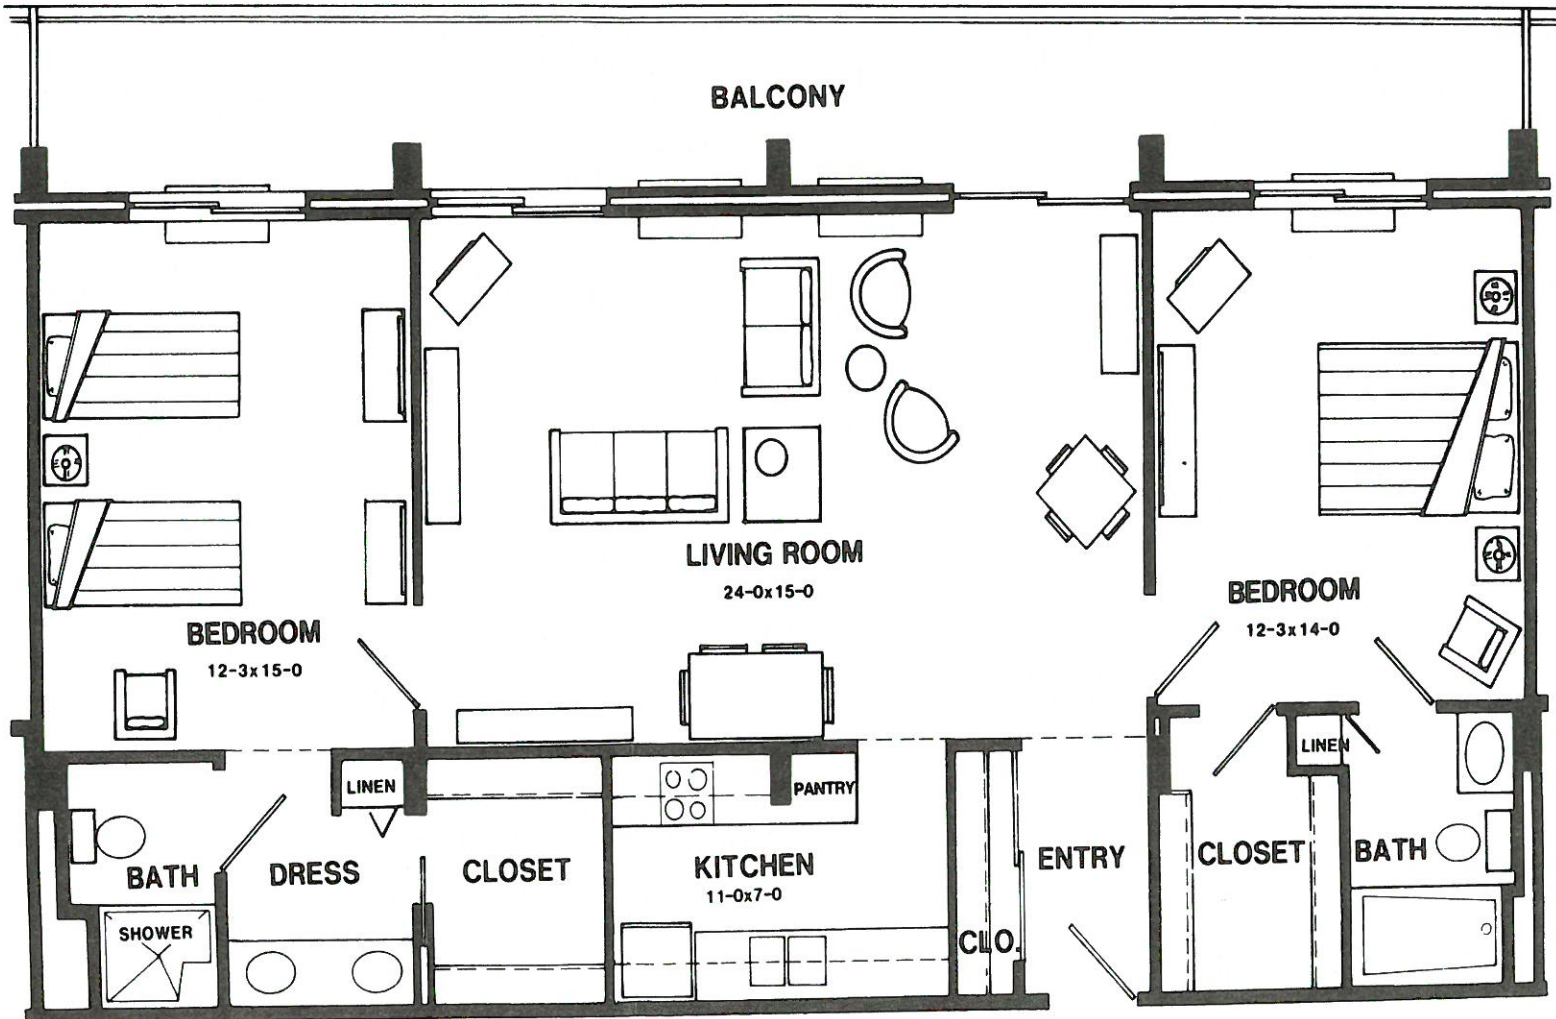 BALCONY
LIVING ROOM
24-0x15-0
BEDROOM
12-3x14-0
BEDROOM
12-3x15-0
LINEN
LINEN
PANTRY
BATH
DRESS
CLOSET
KITCHEN
11-0x7-0
ENTRY
CLOSET
BATH
SHOWER
CLO.